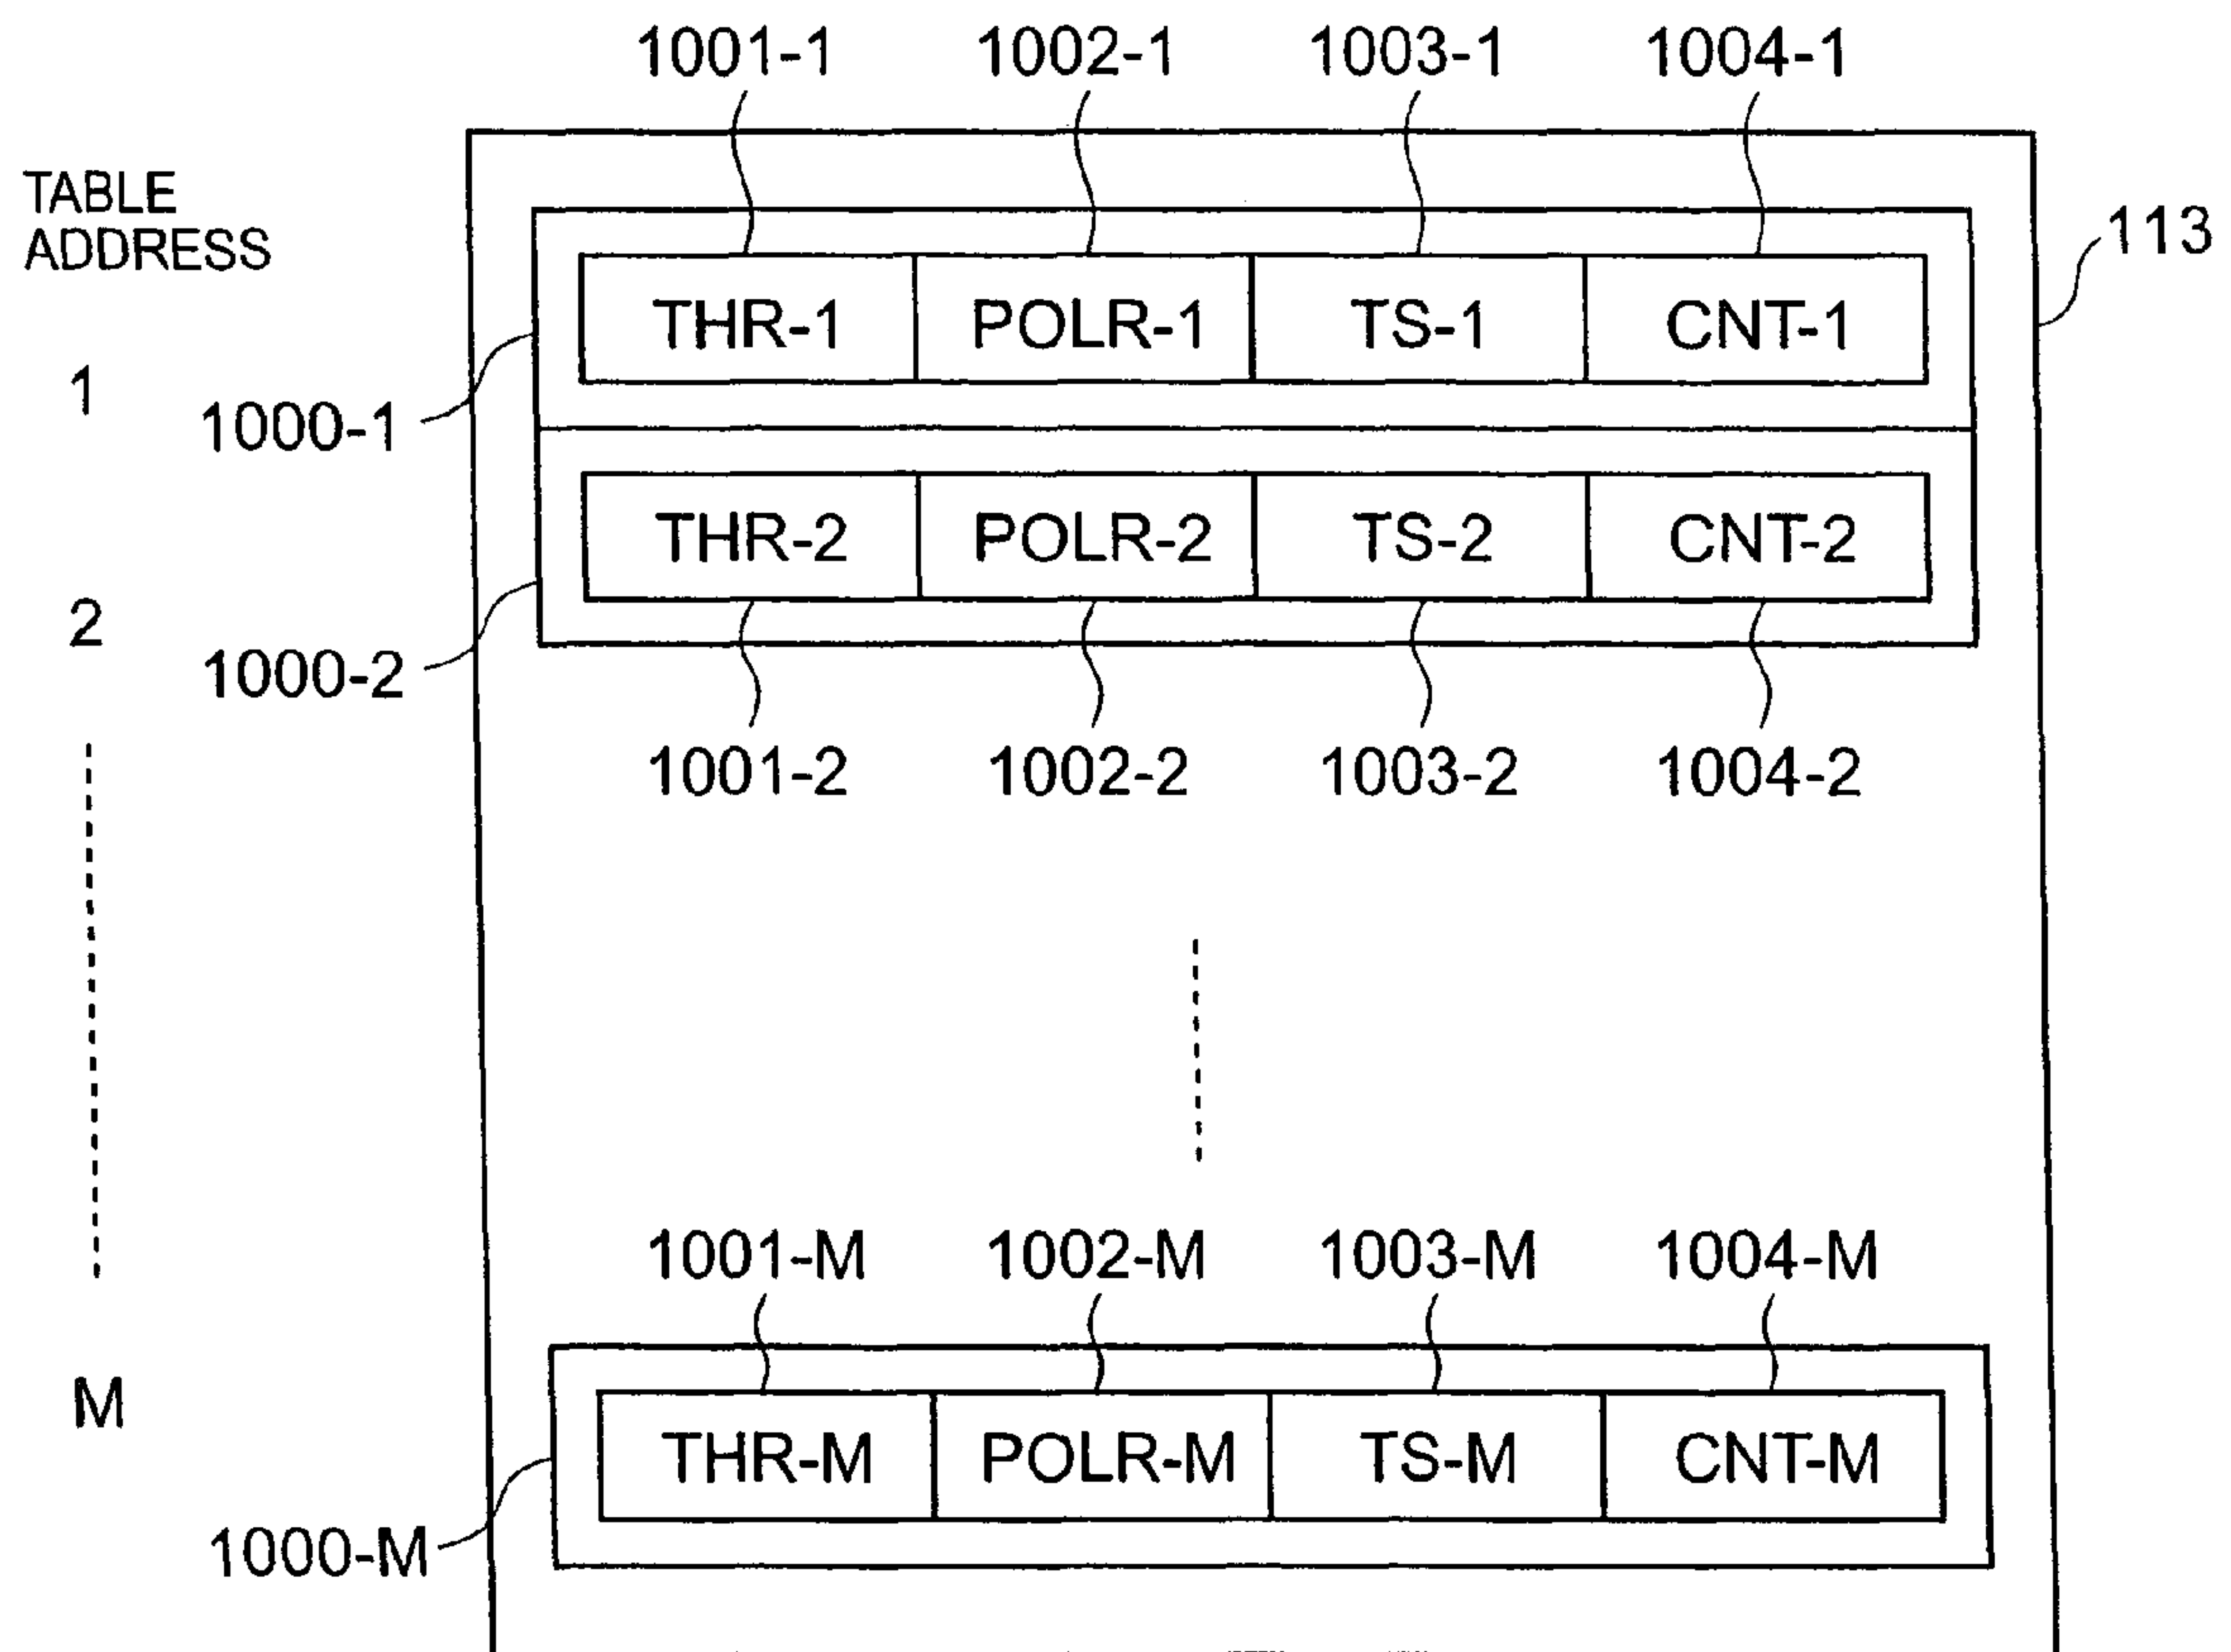 1001-1 1002-1 1003-1 1004-1
TABLE
ADDRESS
113
THR-1 POLR-1 TS-1 CNT-1
1
1000-1
THR-2 POLR-2 TS-2 CNT-2
2
1000-2
1001-2 1002-2 1003-2 1004-2
1001-M 1002-M 1003-M 1004-M
M
THR-M POLR-M TS-M CNT-M
1000-M